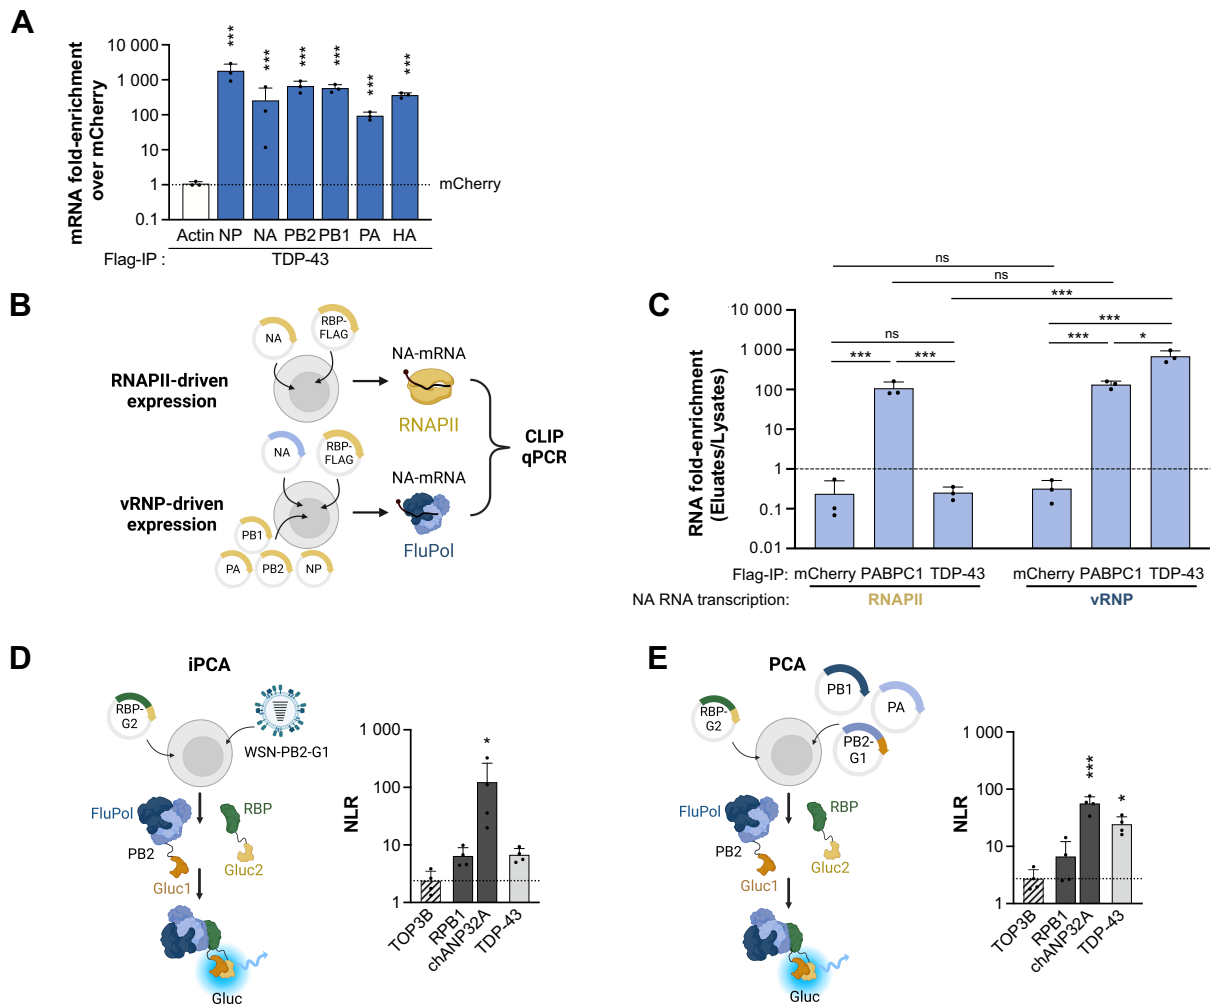 A
mRNA fold-enrichment
over mCherry
10 000
1 000
100
10
1
0.1
***
***
***
***
***
***
mCherry
Actin NP NA PB2 PB1 PA HA
Flag-IP : TDP-43
B
RNAPII-driven
expression
NA
RBP-
FLAG
NA-mRNA
RNAPII
vRNP-driven
expression
NA
RBP-
FLAG
PB1
PA
PB2
NP
NA-mRNA
FluPol
CLIP
qPCR
C
RNA fold-enrichment
(Eluates/Lysates)
10 000
1 000
100
10
1
0.1
0.01
ns
ns
***
ns
***
***
***
***
*
Flag-IP: mCherry PABPC1 TDP-43 mCherry PABPC1 TDP-43
NA RNA transcription: RNAPII vRNP
D
iPCA
RBP-
G2
WSN-PB2-G1
FluPol
RBP
PB2
Gluc1
Gluc2
Gluc
NLR
1 000
100
10
1
*
TOP3B
RPB1
chANP32A
TDP-43
E
PCA
RBP-
G2
PB1
PA
PB2-
G1
FluPol
RBP
PB2
Gluc1
Gluc2
Gluc
NLR
1 000
100
10
1
***
*
TOP3B
RPB1
chANP32A
TDP-43